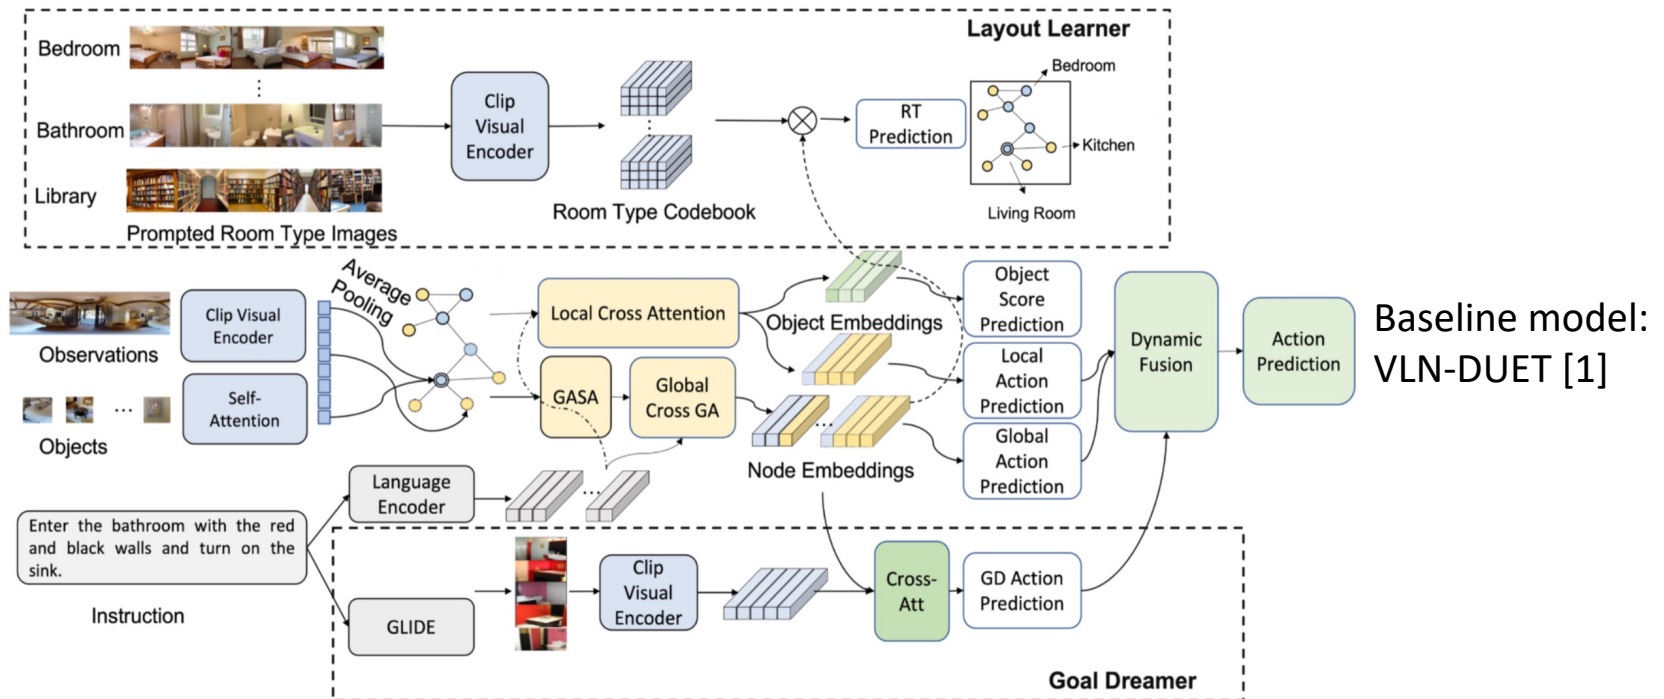 Layout Learner
Bedroom
Bathroom
Library
Prompted Room Type Images
Clip
Visual
Encoder
Room Type Codebook
RT
Prediction
Bedroom
Kitchen
Living Room
Observations
Objects
Clip Visual
Encoder
Self-
Attention
Average
Pooling
Local Cross Attention
GASA
Global
Cross GA
Object Embeddings
Node Embeddings
Object
Score
Prediction
Local
Action
Prediction
Global
Action
Prediction
Dynamic
Fusion
Action
Prediction
Baseline model:
VLN-DUET [1]
Enter the bathroom with the red
and black walls and turn on the
sink.
Instruction
Language
Encoder
GLIDE
Clip
Visual
Encoder
Cross-
Att
GD Action
Prediction
Goal Dreamer